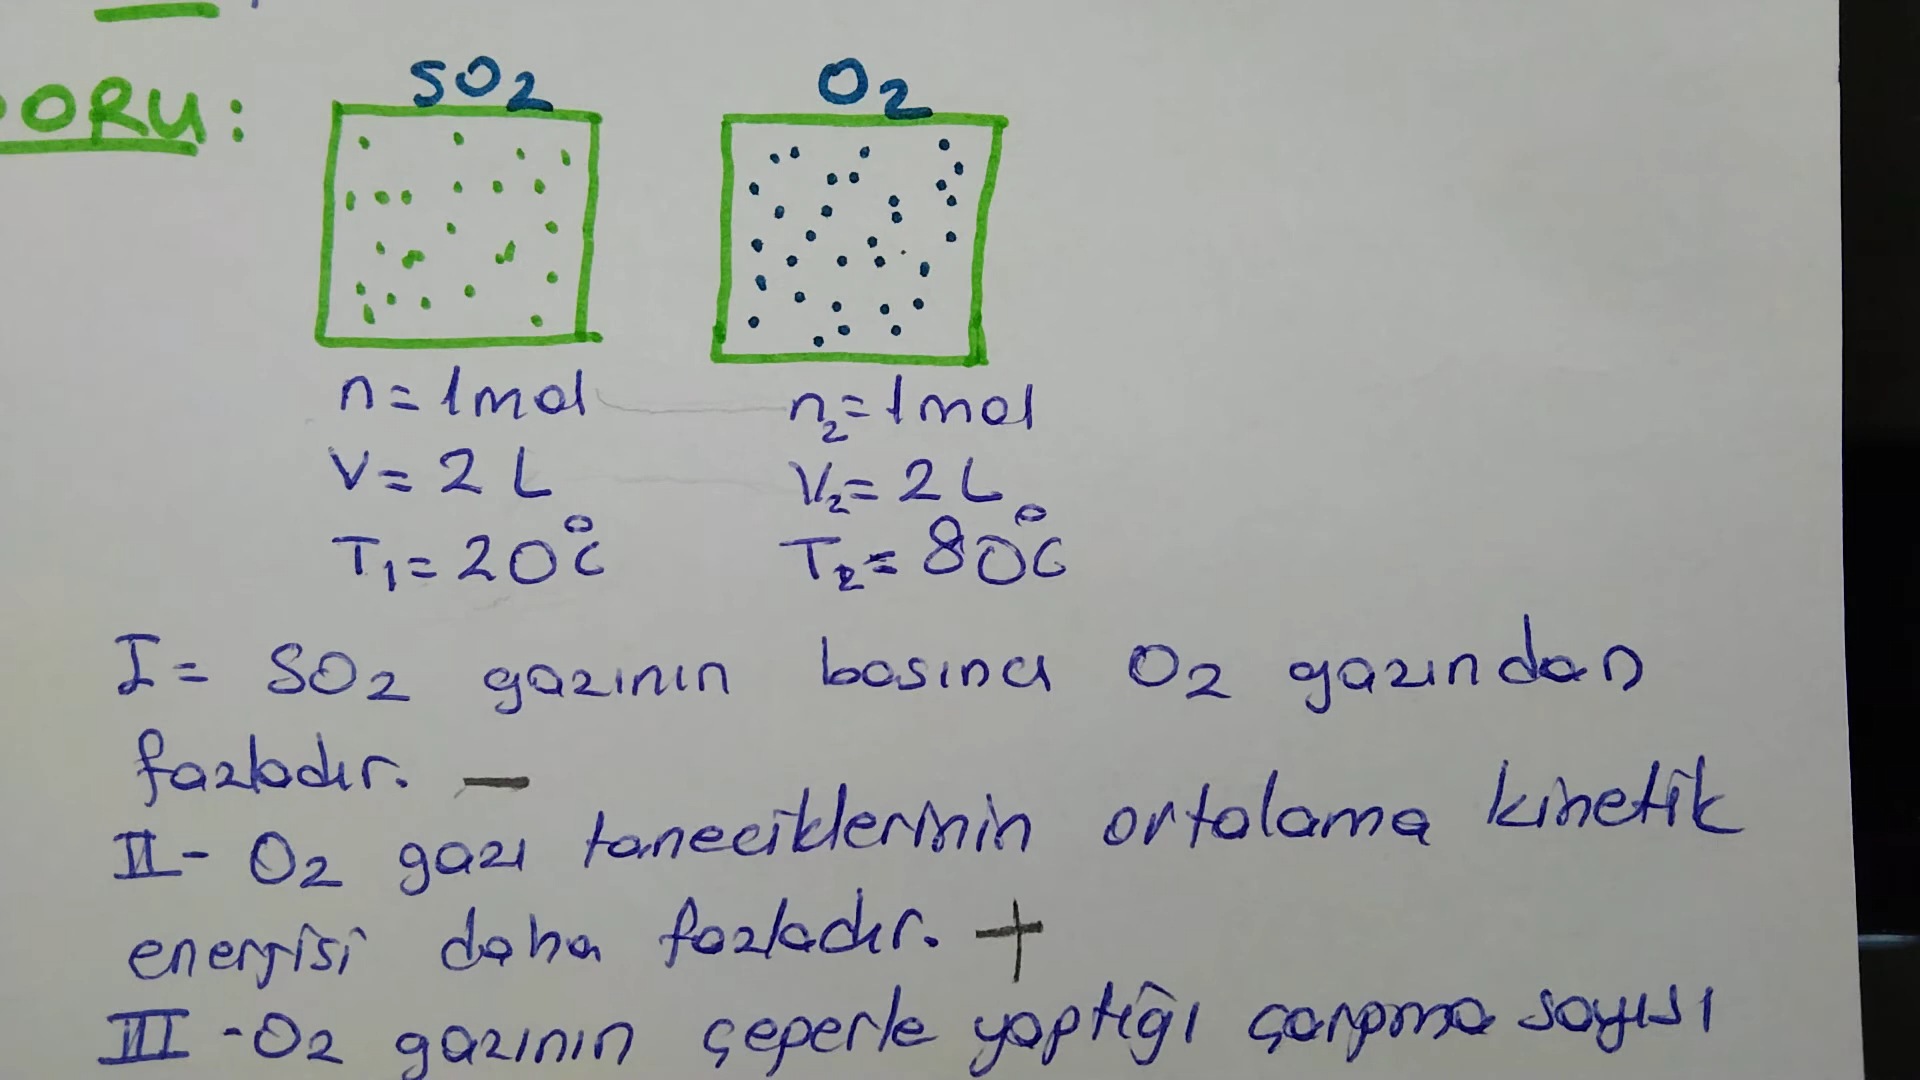 SORU:
SO2 O2
n=1mol n2=1mol
V=2L V2=2L
T1=20°C T2=80°C
I= SO2 gazının basıncı O2 gazından
fazladır. −
II- O2 gazı taneciklerinin ortalama kinetik
enerjisi daha fazladır. +
III-O2 gazının çeperle yaptığı çarpma sayısı